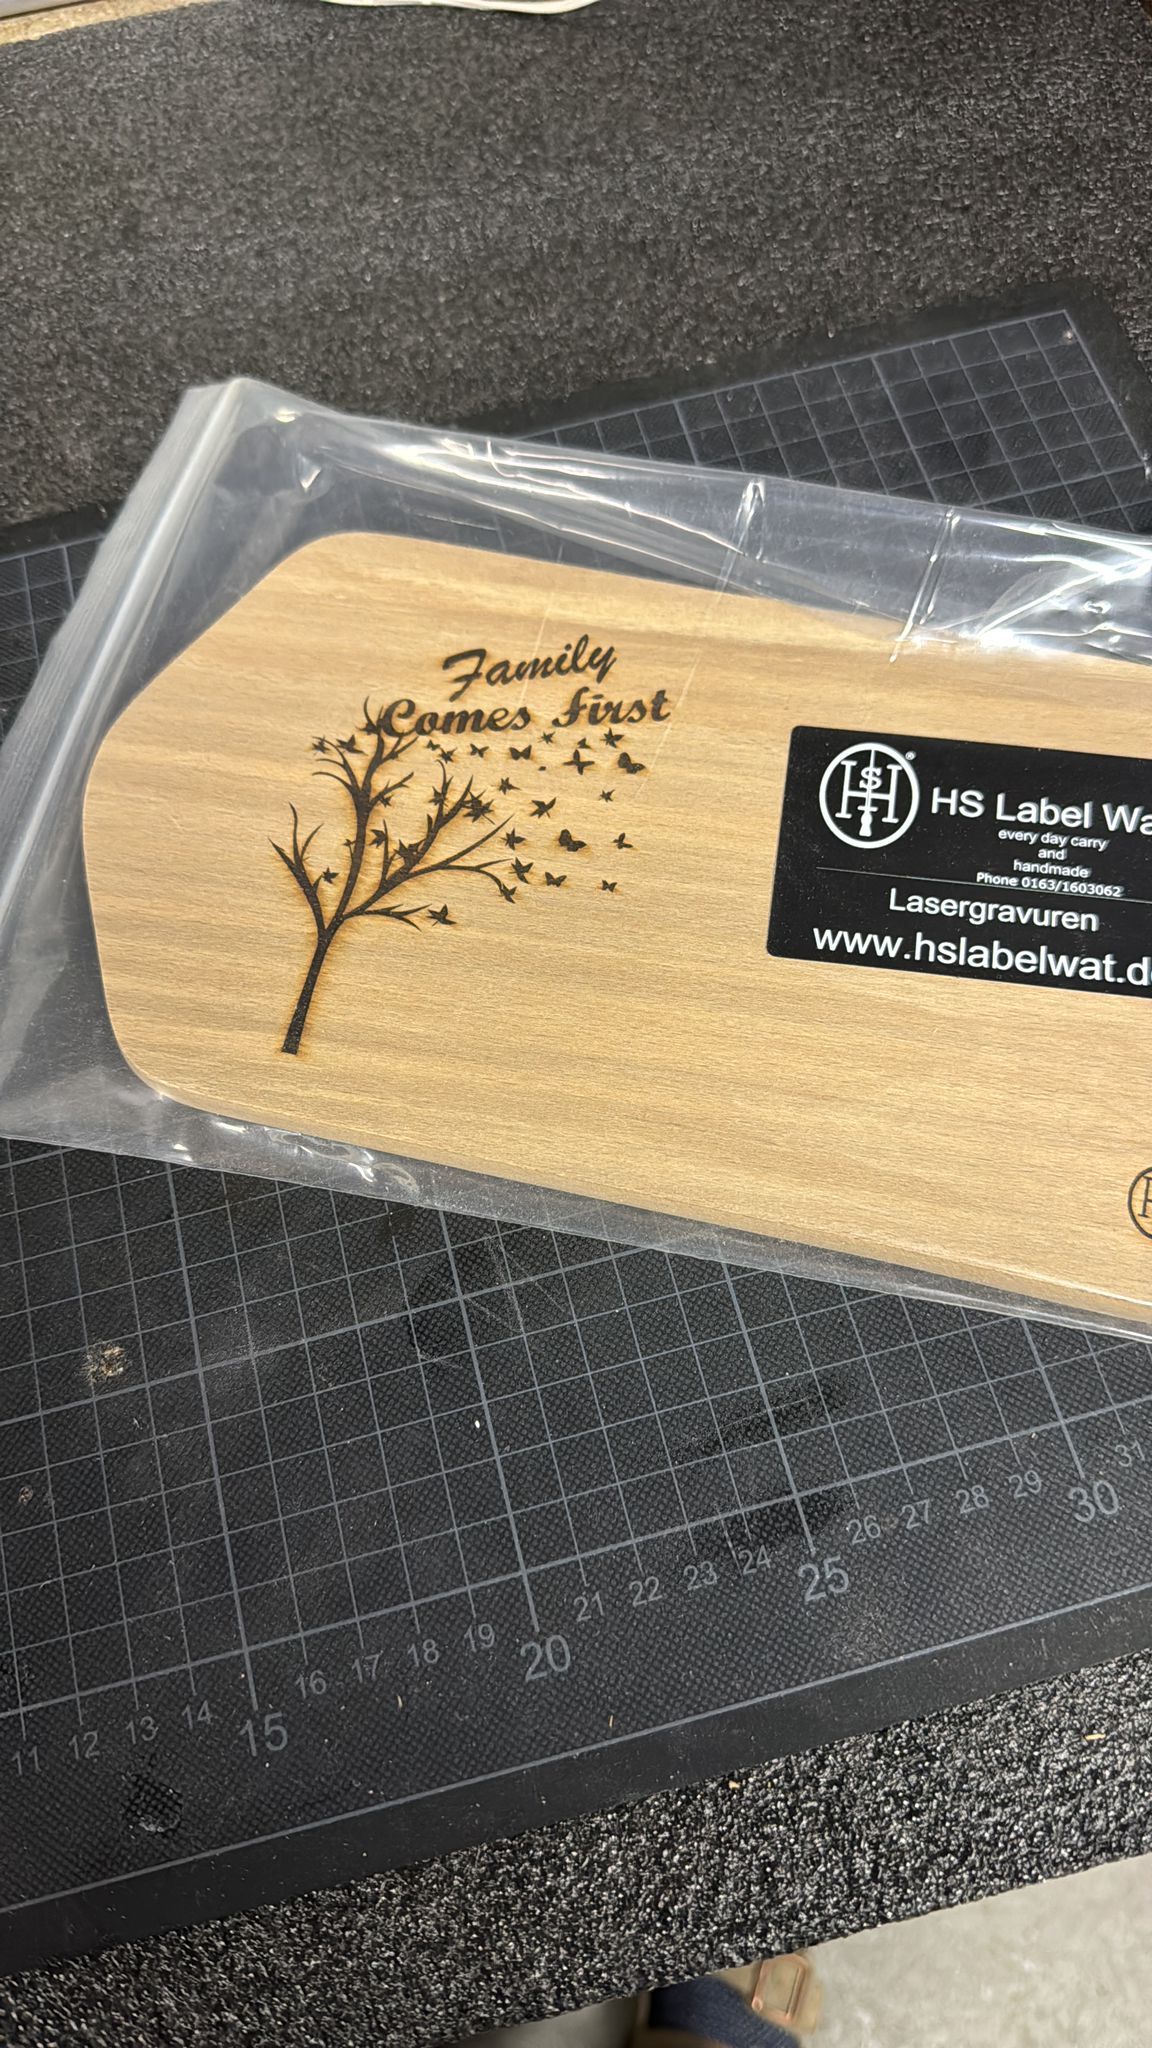 Family
Comes first
HSH
®
HS Label Wa
every day carry
and
handmade
Phone 0163/1603062
Lasergravuren
www.hslabelwat.d
11 12 13 14 15 16 17 18 19 20 21 22 23 24 25 26 27 28 29 30 31